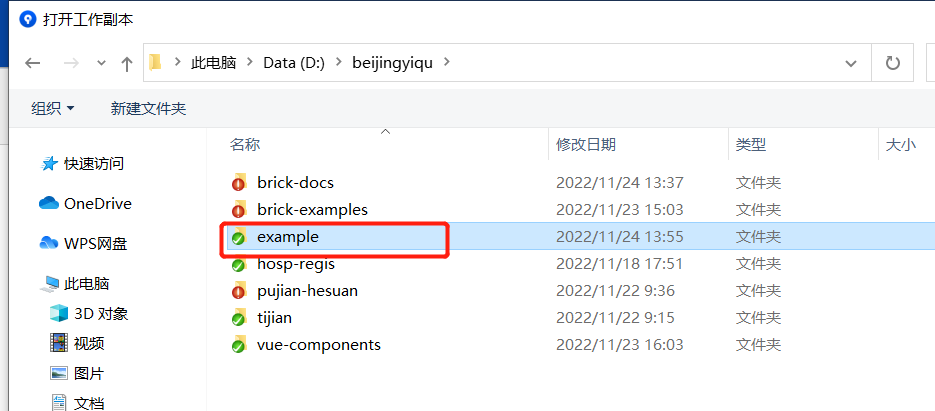 打开工作副本
此电脑 Data (D:) beijingyiqu
组织 新建文件夹
名称 修改日期 类型 大小
快速访问
OneDrive
WPS网盘
此电脑
3D 对象
视频
图片
文档
brick-docs 2022/11/24 13:37 文件夹
brick-examples 2022/11/23 15:03 文件夹
example 2022/11/24 13:55 文件夹
hosp-regis 2022/11/18 17:51 文件夹
pujian-hesuan 2022/11/22 9:36 文件夹
tijian 2022/11/22 9:15 文件夹
vue-components 2022/11/23 16:03 文件夹